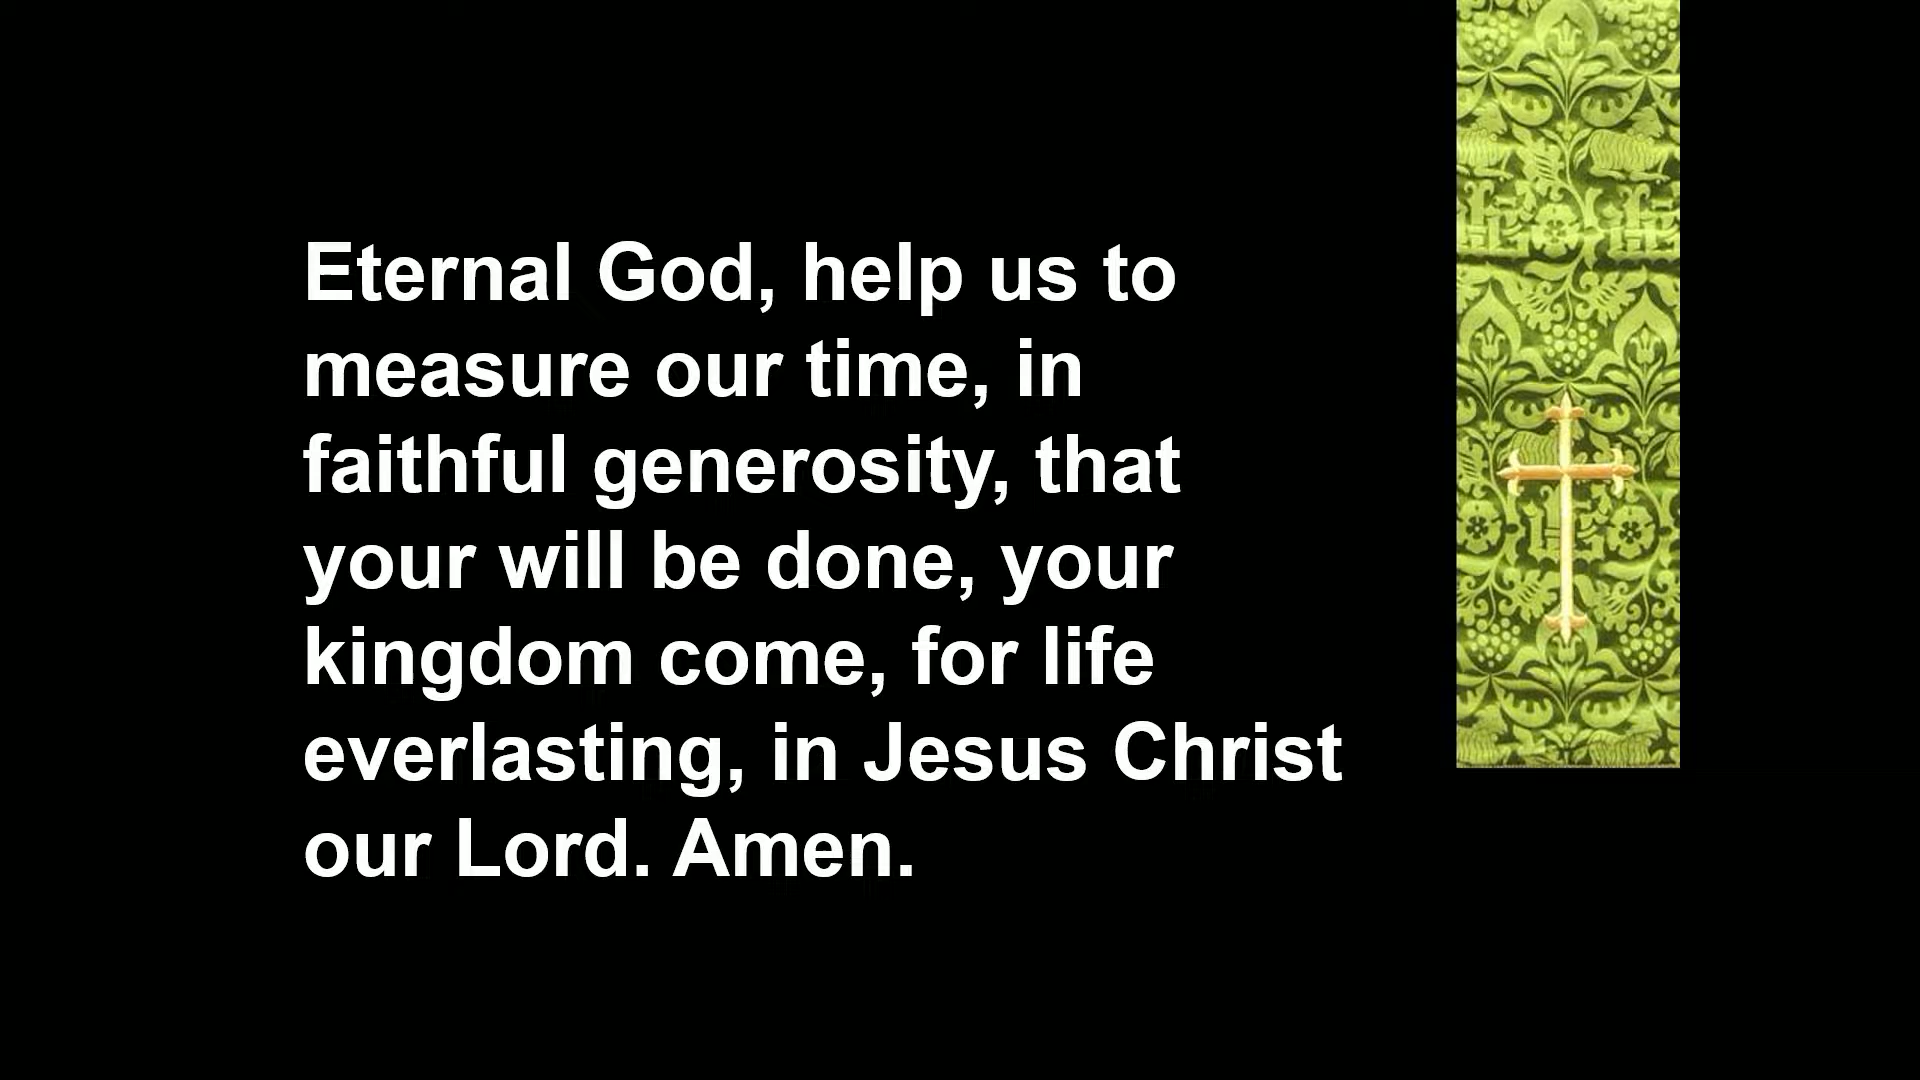 Eternal God, help us to
measure our time, in
faithful generosity, that
your will be done, your
kingdom come, for life
everlasting, in Jesus Christ
our Lord. Amen.